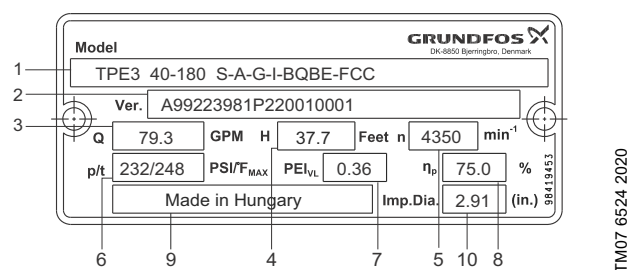 GRUNDFOS
DK-8850 Bjerringbro, Denmark
Model
1 TPE3 40-180 S-A-G-I-BQBE-FCC
2 Ver. A99223981P220010001
3 Q 79.3 GPM H 37.7 Feet n 4350 min-1
p/t 232/248 PSI/°FMAX PEIVL 0.36 ηp 75.0 %
Made in Hungary Imp.Dia. 2.91 (in.)
98419453
6 9 4 7 5 10 8
TM07 6524 2020